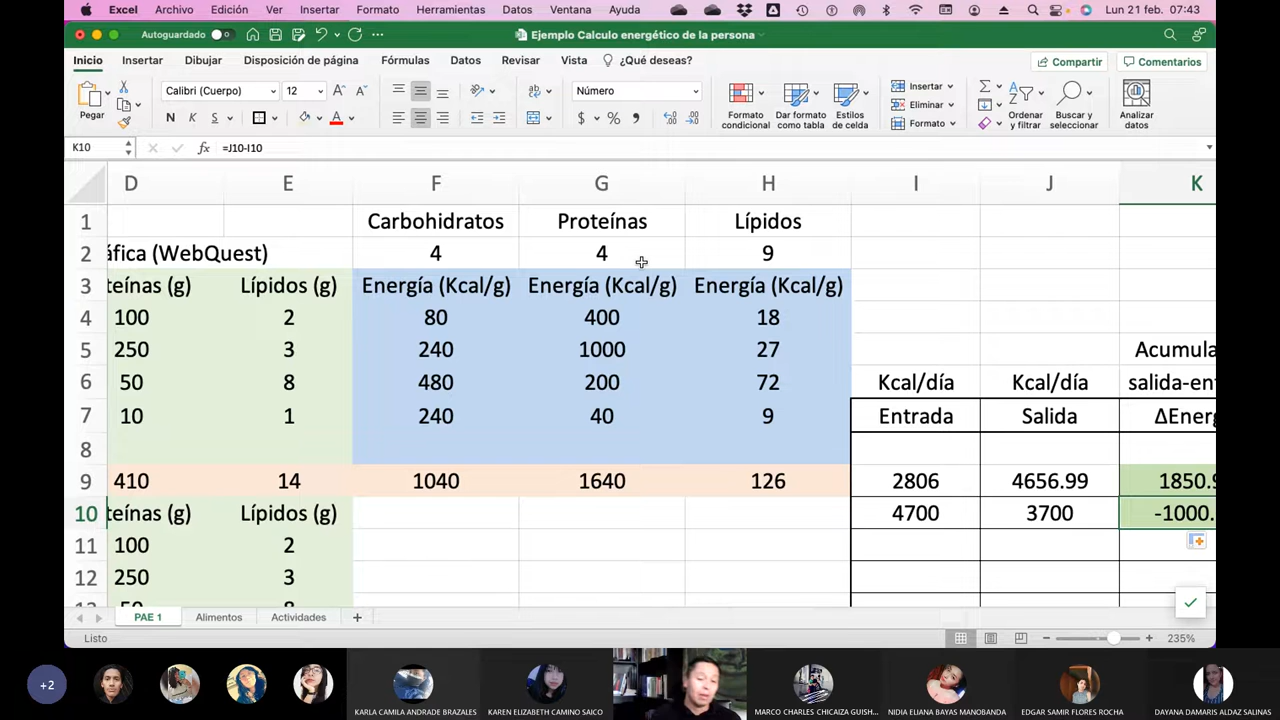 Excel Archivo Edición Ver Insertar Formato Herramientas Datos Ventana Ayuda Lun 21 feb. 07:43
Autoguardado Ejemplo Calculo energético de la persona
Inicio Insertar Dibujar Disposición de página Fórmulas Datos Revisar Vista ¿Qué deseas? Compartir Comentarios
Pegar Calibri (Cuerpo) 12 Número Formato condicional Dar formato como tabla Estilos de celda Insertar Eliminar Formato Ordenar y filtrar Buscar y seleccionar Analizar datos
N K S A $ %
K10 fx =J10-I10
D E F G H I J K
1 Carbohidratos Proteínas Lípidos
2 áfica (WebQuest) 4 4 9
3 teínas (g) Lípidos (g) Energía (Kcal/g) Energía (Kcal/g) Energía (Kcal/g)
4 100 2 80 400 18
5 250 3 240 1000 27 Acumula
6 50 8 480 200 72 Kcal/día Kcal/día salida-ent
7 10 1 240 40 9 Entrada Salida ΔEnerg
8
9 410 14 1040 1640 126 2806 4656.99 1850.9
10 teínas (g) Lípidos (g) 4700 3700 -1000.
11 100 2
12 250 3
PAE 1 Alimentos Actividades
Listo 235%
+2 KARLA CAMILA ANDRADE BRAZALES KAREN ELIZABETH CAMINO SAICO MARCO CHARLES CHICAIZA GUISH... NIDIA ELIANA BAYAS MANOBANDA EDGAR SAMIR FLORES ROCHA DAYANA DAMARIS ALDAZ SALINAS